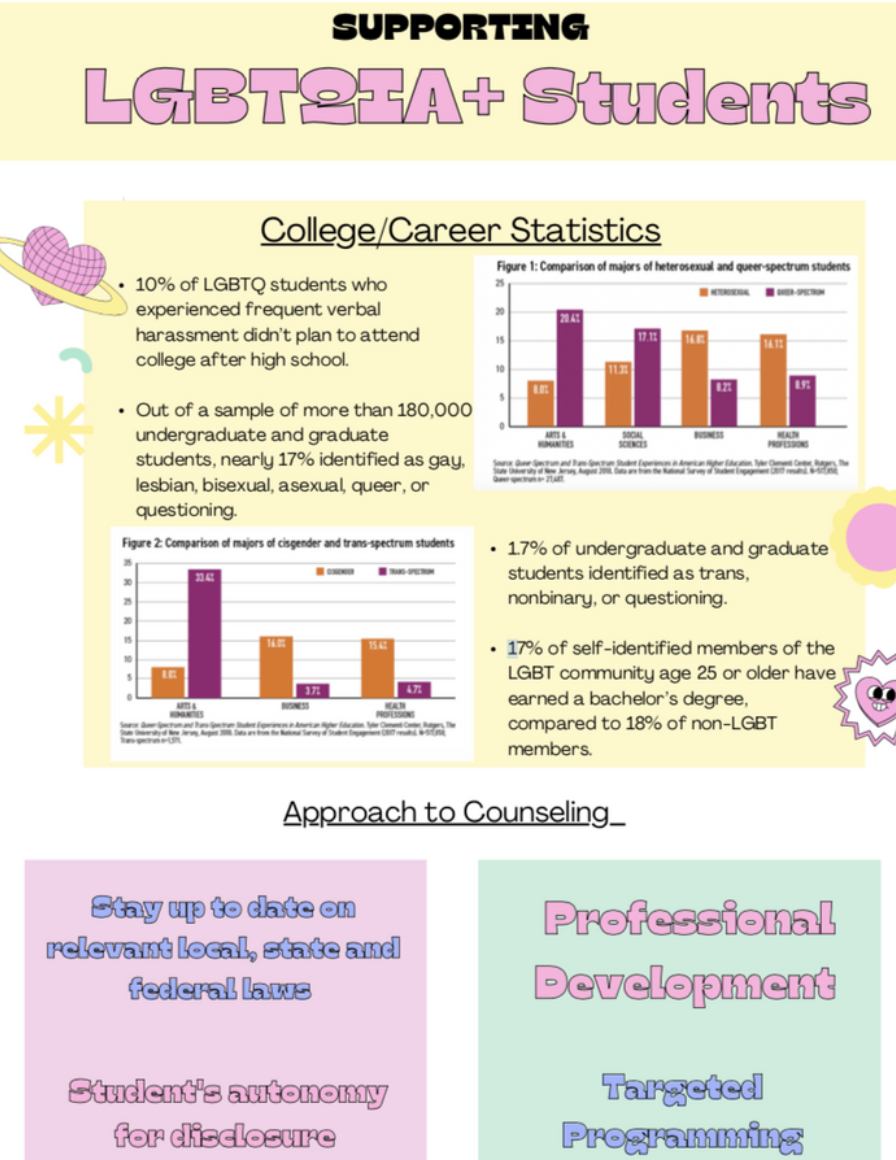 SUPPORTING
LGBTQIA+ Students
College/Career Statistics
• 10% of LGBTQ students who
experienced frequent verbal
harassment didn't plan to attend
college after high school.
• Out of a sample of more than 180,000
undergraduate and graduate
students, nearly 17% identified as gay,
lesbian, bisexual, asexual, queer, or
questioning.
Figure 1: Comparison of majors of heterosexual and queer-spectrum students
25
HETEROSEXUAL QUEER-SPECTRUM
20
20.4%
17.1%
16.8%
16.1%
15
11.3%
10
8.0%
8.2%
8.9%
5
0
ARTS & HUMANITIES
SOCIAL SCIENCES
BUSINESS
HEALTH PROFESSIONS
Source: Queer-Spectrum and Trans-Spectrum Student Experiences in American Higher Education. Tyler Clementi Center, Rutgers, The
State University of New Jersey, August 2018. Data are from the National Survey of Student Engagement (2017 results).
Queer-spectrum
Figure 2: Comparison of majors of cisgender and trans-spectrum students
35
CISGENDER TRANS-SPECTRUM
33.4%
30
25
20
16.0%
15.4%
15
10
8.0%
5
3.7%
4.7%
0
ARTS & HUMANITIES
BUSINESS
HEALTH PROFESSIONS
Source: Queer-Spectrum and Trans-Spectrum Student Experiences in American Higher Education. Tyler Clementi Center, Rutgers, The
State University of New Jersey, August 2018. Data are from the National Survey of Student Engagement (2017 results).
Trans-spectrum
• 1.7% of undergraduate and graduate
students identified as trans,
nonbinary, or questioning.
• 17% of self-identified members of the
LGBT community age 25 or older have
earned a bachelor's degree,
compared to 18% of non-LGBT
members.
Approach to Counseling_
Stay up to date on
relevant local, state and
federal laws
Student's autonomy
for disclosure
Professional
Development
Targeted
Programming